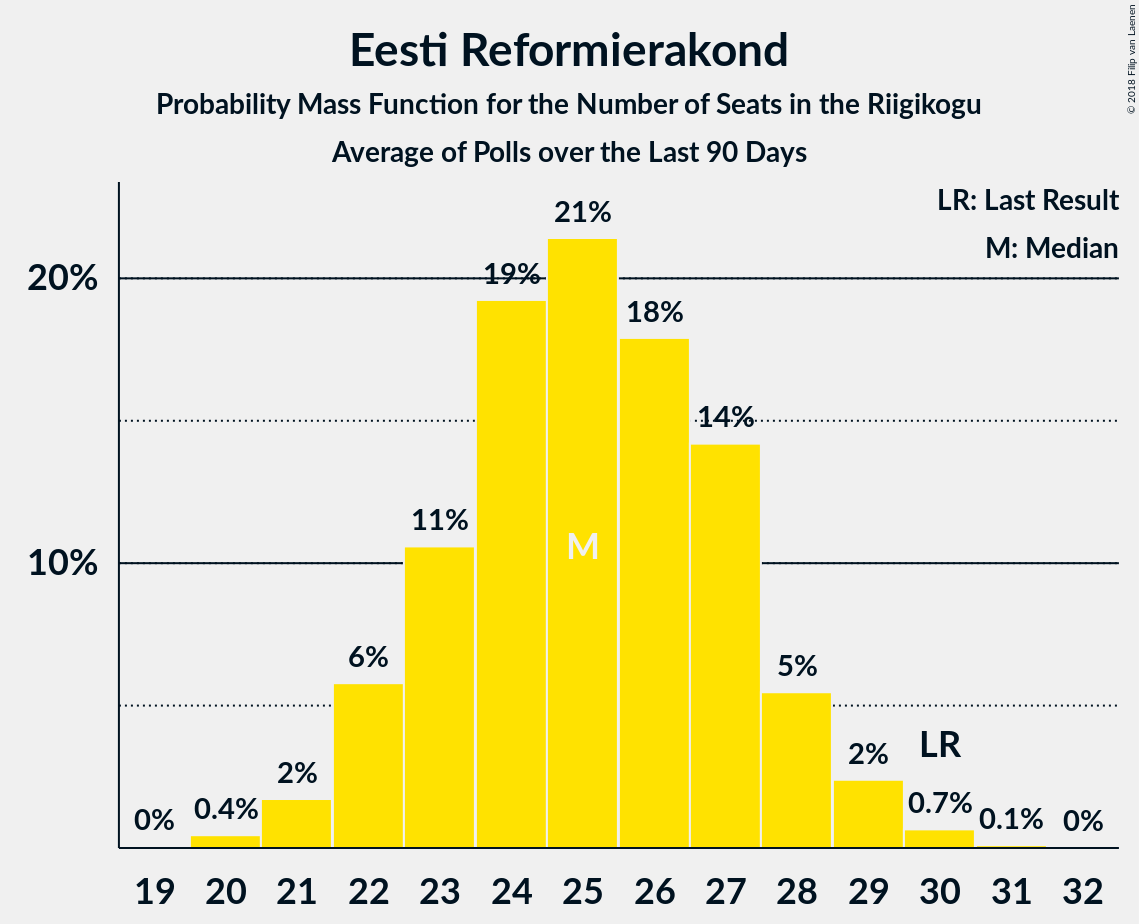 Eesti Reformierakond
Probability Mass Function for the Number of Seats in the Riigikogu
Average of Polls over the Last 90 Days
© 2018 Filip van Laenen
LR: Last Result
M: Median
21%
20%
19%
18%
14%
11%
M
10%
6%
5%
LR
2%
2%
0.7%
0.4%
0.1%
0%
0%
19 20 21 22 23 24 25 26 27 28 29 30 31 32